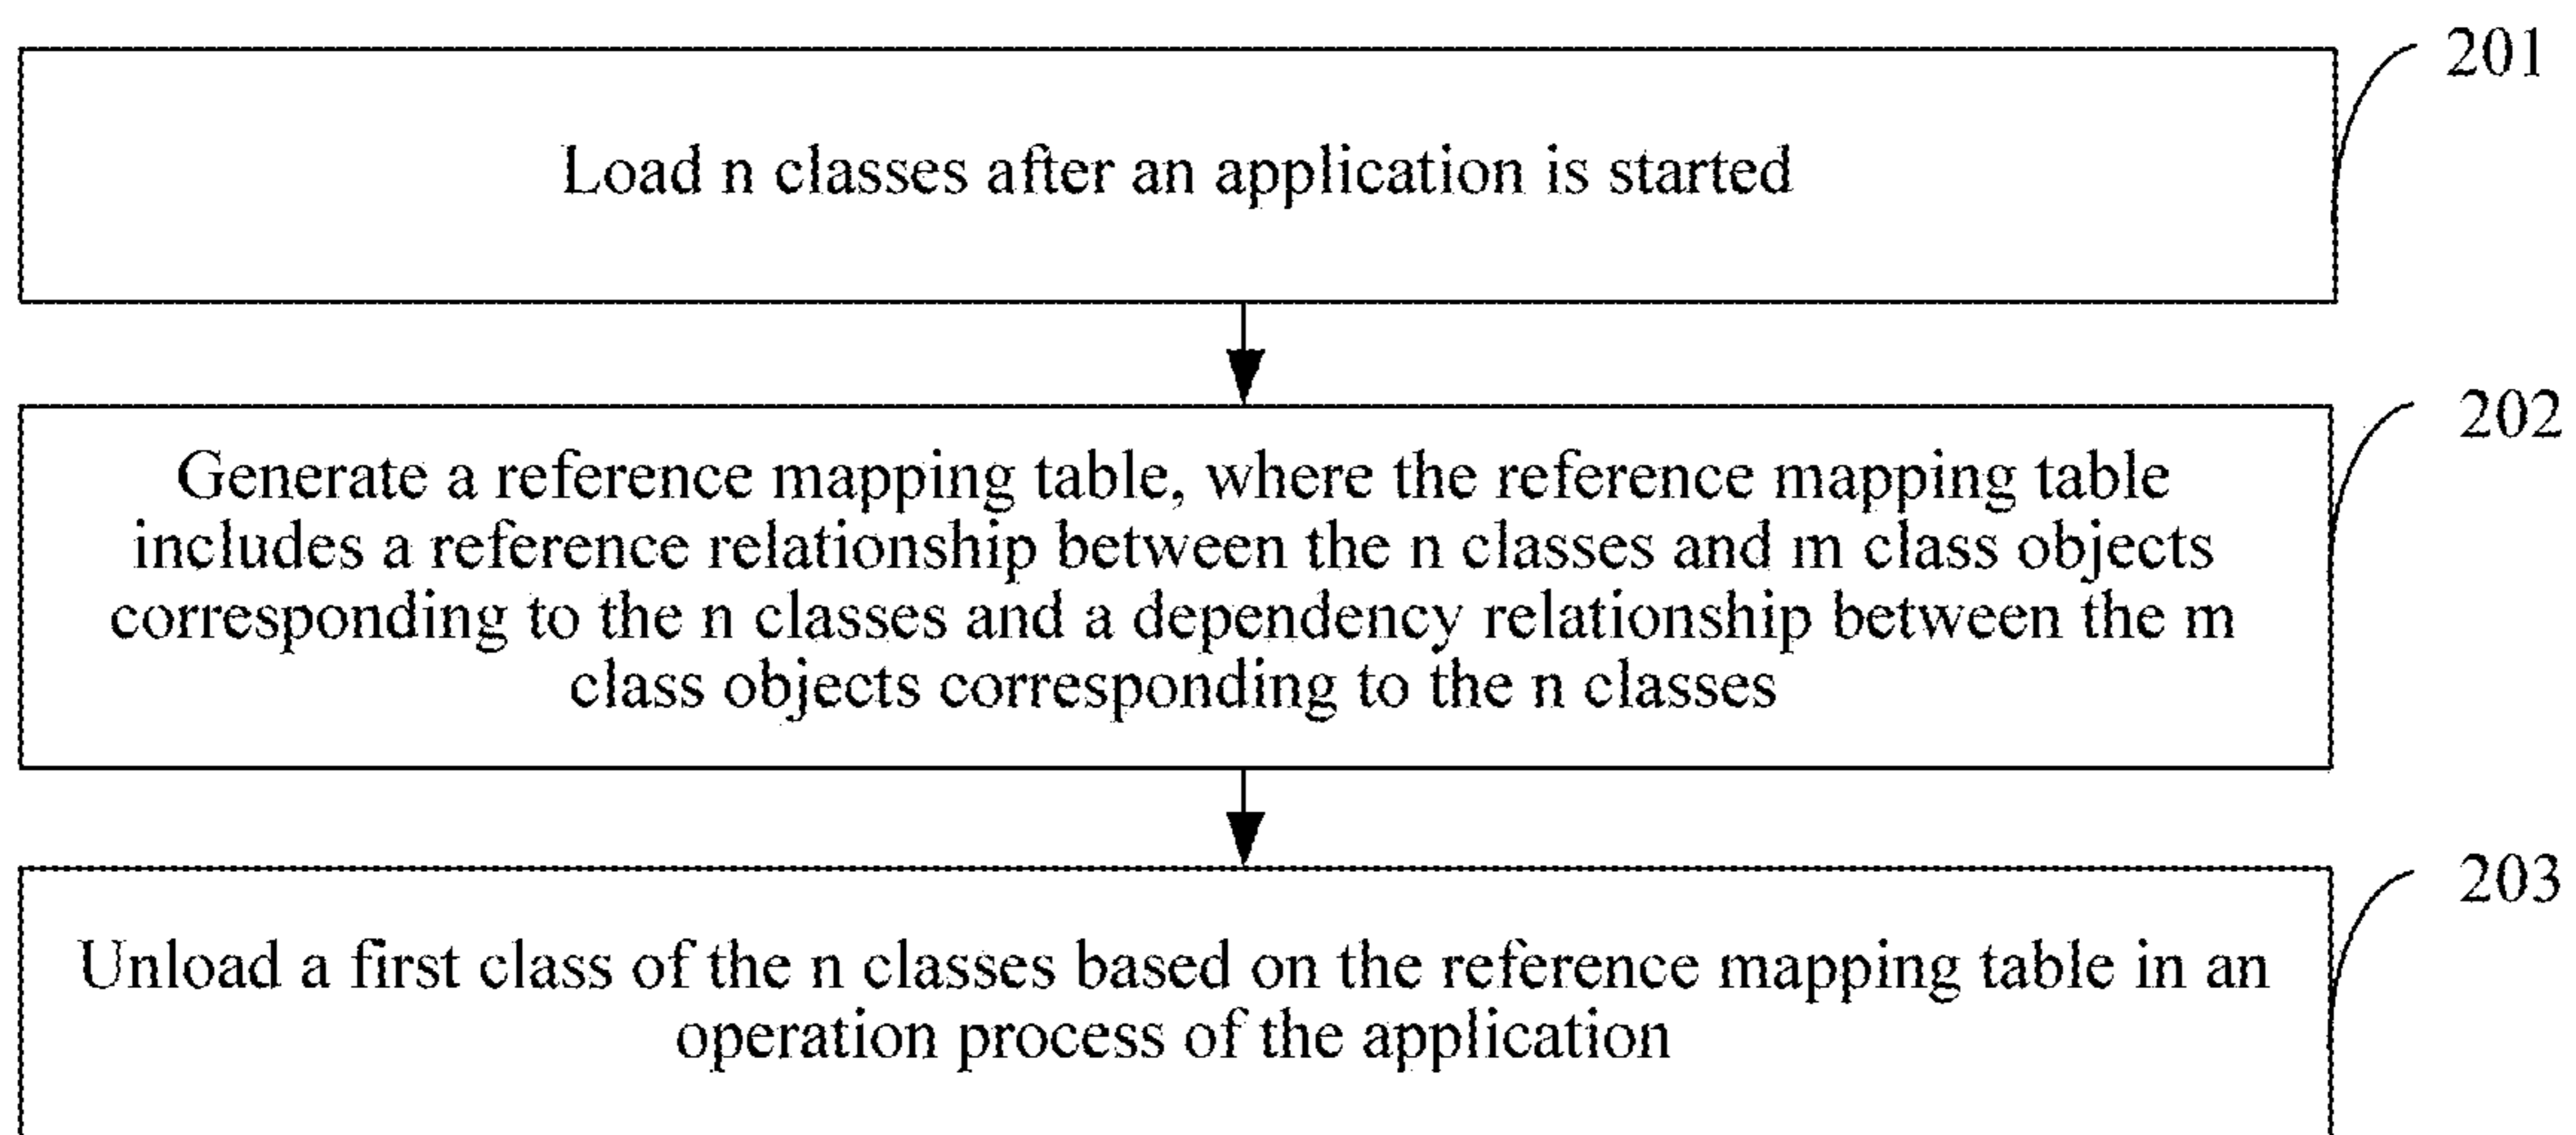 201
Load n classes after an application is started
202
Generate a reference mapping table, where the reference mapping table
includes a reference relationship between the n classes and m class objects
corresponding to the n classes and a dependency relationship between the m
class objects corresponding to the n classes
203
Unload a first class of the n classes based on the reference mapping table in an
operation process of the application